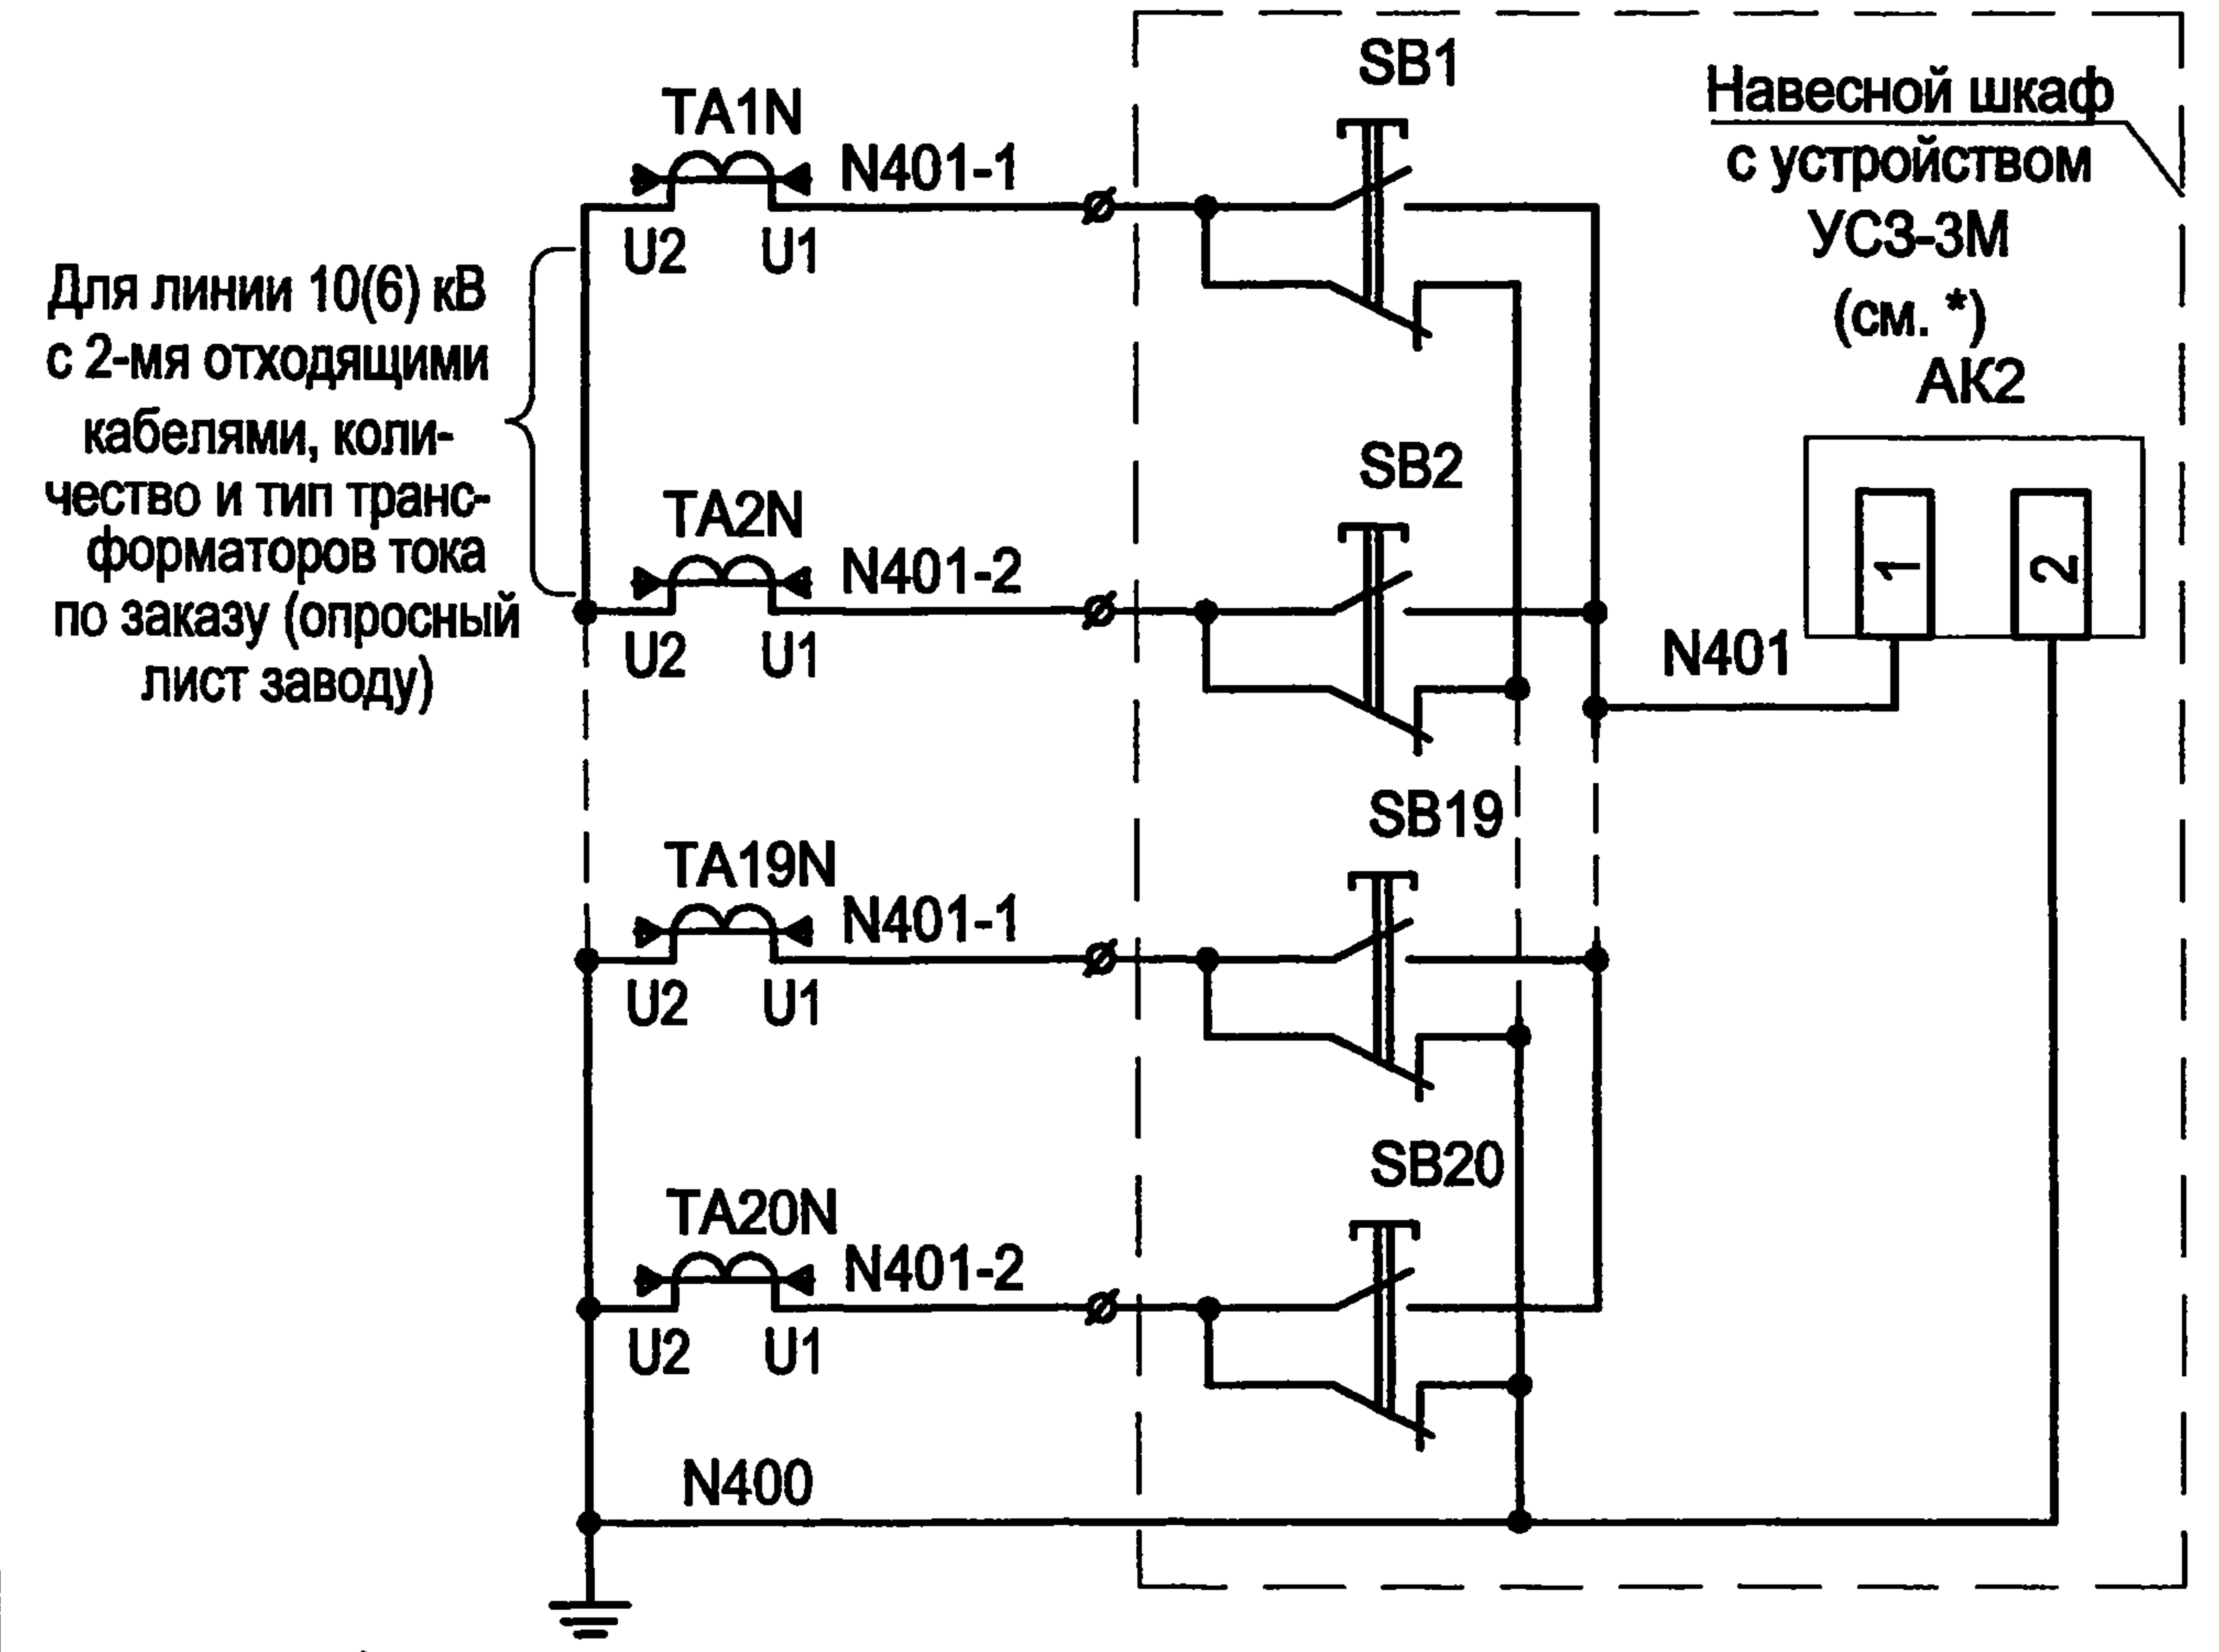 SB1
Навесной шкаф
с устройством
УСЗ-3М
(см. *)
АК2
TA1N
N401-1
U2
U1
Для линии 10(6) кВ
с 2-мя отходящими
кабелями, коли-
чество и тип транс-
форматоров тока
по заказу (опросный
лист заводу)
SB2
TA2N
N401-2
U2
U1
1
2
N401
SB19
TA19N
N401-1
U2
U1
SB20
TA20N
N401-2
U2
U1
N400